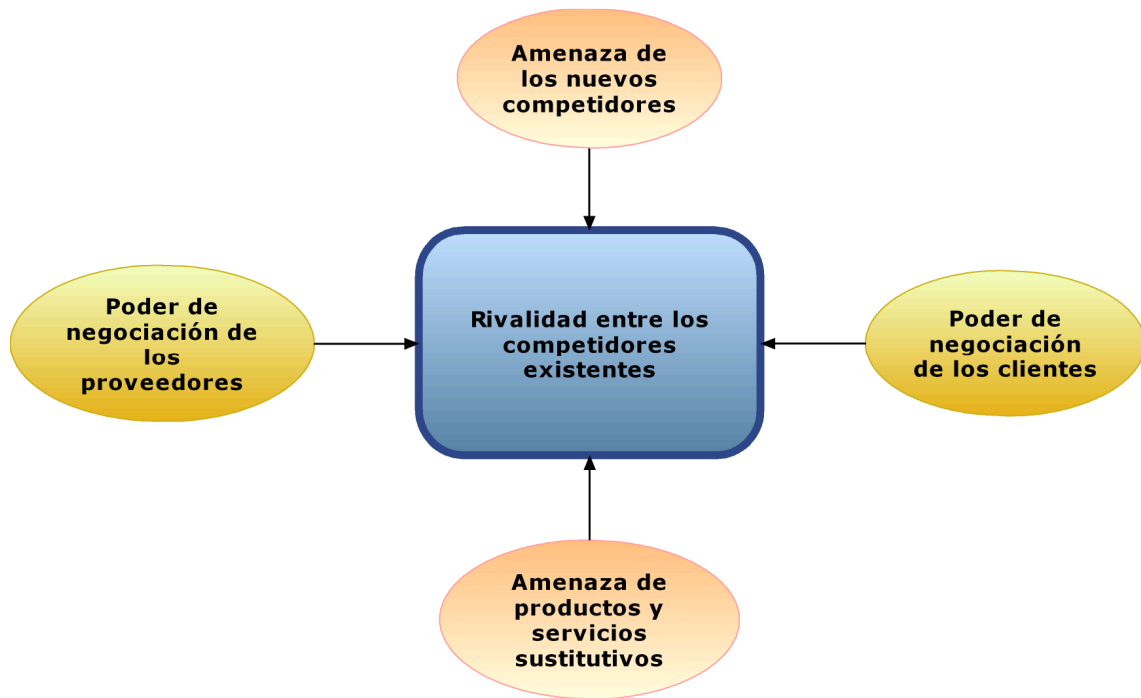 Amenaza de
los nuevos
competidores
Poder de
negociación de
los
proveedores
Rivalidad entre los
competidores
existentes
Poder de
negociación
de los clientes
Amenaza de
productos y
servicios
sustitutivos